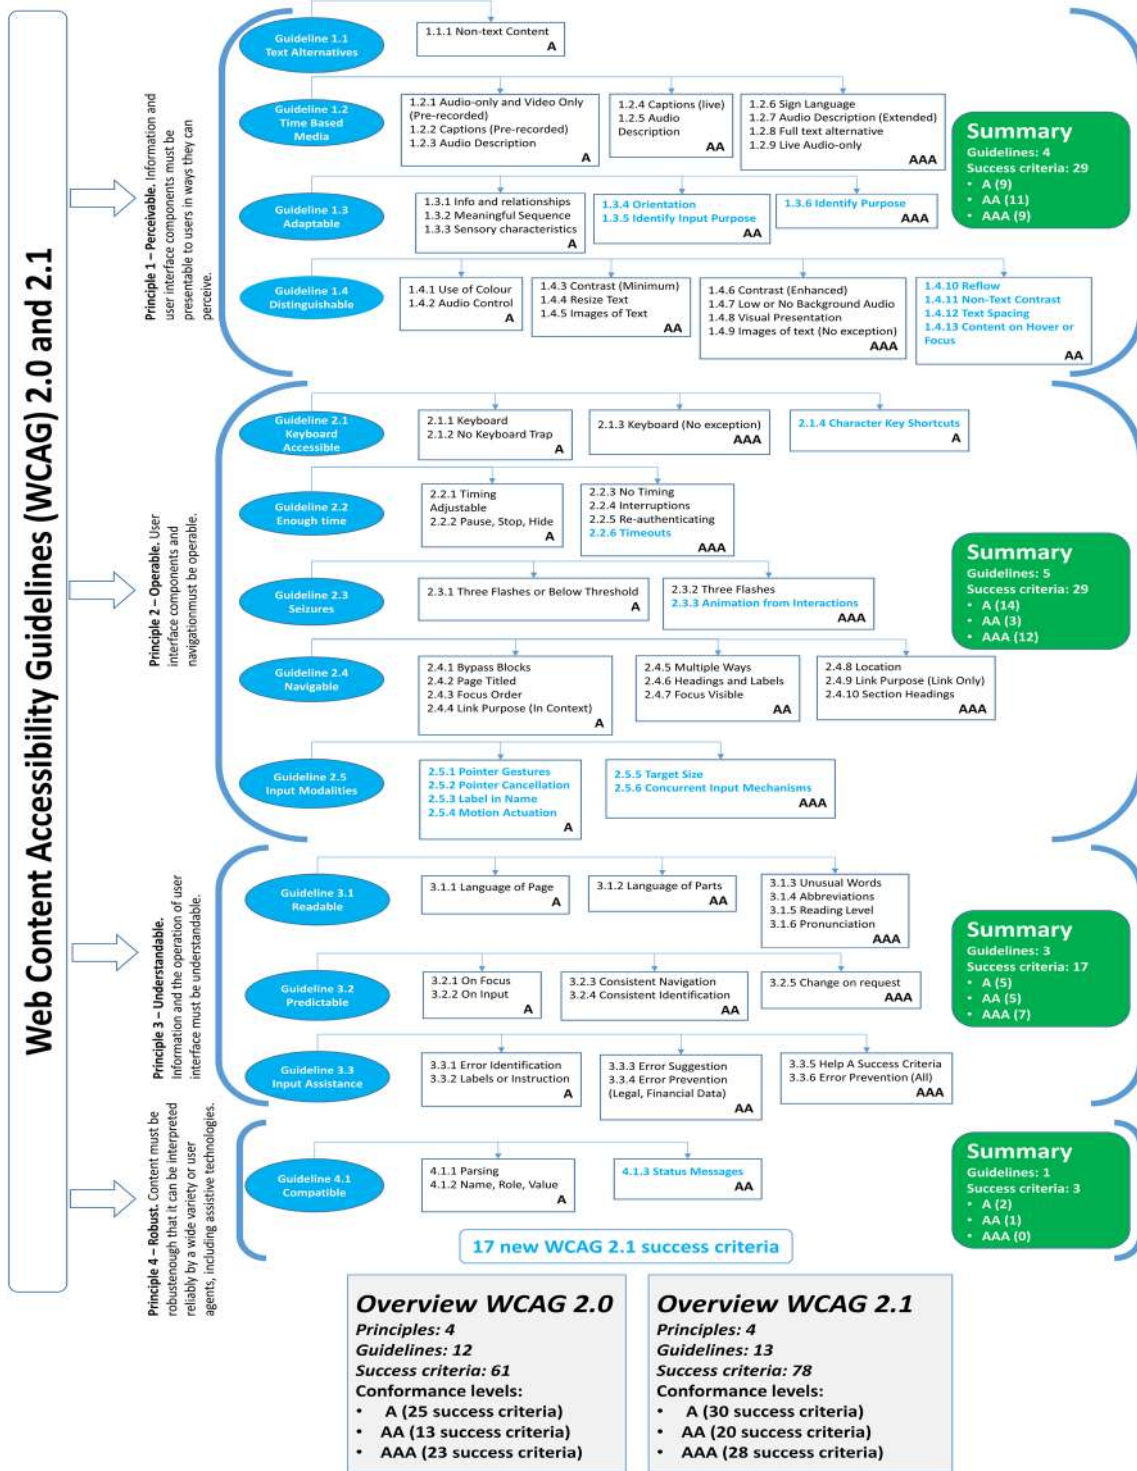 Web Content Accessibility Guidelines (WCAG) 2.0 and 2.1
Principle 1 – Perceivable. Information and
user interface components must be
presentable to users in ways they can
perceive.
Guideline 1.1
Text Alternatives
1.1.1 Non-text Content
A
Guideline 1.2
Time Based
Media
1.2.1 Audio-only and Video Only
(Pre-recorded)
1.2.2 Captions (Pre-recorded)
1.2.3 Audio Description
A
1.2.4 Captions (live)
1.2.5 Audio
Description
AA
1.2.6 Sign Language
1.2.7 Audio Description (Extended)
1.2.8 Full text alternative
1.2.9 Live Audio-only
AAA
Guideline 1.3
Adaptable
1.3.1 Info and relationships
1.3.2 Meaningful Sequence
1.3.3 Sensory characteristics
A
1.3.4 Orientation
1.3.5 Identify Input Purpose
AA
1.3.6 Identify Purpose
AAA
Guideline 1.4
Distinguishable
1.4.1 Use of Colour
1.4.2 Audio Control
A
1.4.3 Contrast (Minimum)
1.4.4 Resize Text
1.4.5 Images of Text
AA
1.4.6 Contrast (Enhanced)
1.4.7 Low or No Background Audio
1.4.8 Visual Presentation
1.4.9 Images of text (No exception)
AAA
1.4.10 Reflow
1.4.11 Non-Text Contrast
1.4.12 Text Spacing
1.4.13 Content on Hover or
Focus
AA
Summary
Guidelines: 4
Success criteria: 29
• A (9)
• AA (11)
• AAA (9)
Principle 2 – Operable. User
interface components and
navigationmust be operable.
Guideline 2.1
Keyboard
Accessible
2.1.1 Keyboard
2.1.2 No Keyboard Trap
A
2.1.3 Keyboard (No exception)
AAA
2.1.4 Character Key Shortcuts
A
Guideline 2.2
Enough time
2.2.1 Timing
Adjustable
2.2.2 Pause, Stop, Hide
A
2.2.3 No Timing
2.2.4 Interruptions
2.2.5 Re-authenticating
2.2.6 Timeouts
AAA
Guideline 2.3
Seizures
2.3.1 Three Flashes or Below Threshold
A
2.3.2 Three Flashes
2.3.3 Animation from Interactions
AAA
Guideline 2.4
Navigable
2.4.1 Bypass Blocks
2.4.2 Page Titled
2.4.3 Focus Order
2.4.4 Link Purpose (In Context)
A
2.4.5 Multiple Ways
2.4.6 Headings and Labels
2.4.7 Focus Visible
AA
2.4.8 Location
2.4.9 Link Purpose (Link Only)
2.4.10 Section Headings
AAA
Guideline 2.5
Input Modalities
2.5.1 Pointer Gestures
2.5.2 Pointer Cancellation
2.5.3 Label in Name
2.5.4 Motion Actuation
A
2.5.5 Target Size
2.5.6 Concurrent Input Mechanisms
AAA
Summary
Guidelines: 5
Success criteria: 29
• A (14)
• AA (3)
• AAA (12)
Principle 3 – Understandable.
Information and the operation of user
interface must be understandable.
Guideline 3.1
Readable
3.1.1 Language of Page
A
3.1.2 Language of Parts
AA
3.1.3 Unusual Words
3.1.4 Abbreviations
3.1.5 Reading Level
3.1.6 Pronunciation
AAA
Guideline 3.2
Predictable
3.2.1 On Focus
3.2.2 On Input
A
3.2.3 Consistent Navigation
3.2.4 Consistent Identification
AA
3.2.5 Change on request
AAA
Guideline 3.3
Input Assistance
3.3.1 Error Identification
3.3.2 Labels or Instruction
A
3.3.3 Error Suggestion
3.3.4 Error Prevention
(Legal, Financial Data)
AA
3.3.5 Help A Success Criteria
3.3.6 Error Prevention (All)
AAA
Summary
Guidelines: 3
Success criteria: 17
• A (5)
• AA (5)
• AAA (7)
Principle 4 – Robust. Content must be
robustenough that it can be interpreted
reliably by a wide variety or user
agents, including assistive technologies.
Guideline 4.1
Compatible
4.1.1 Parsing
4.1.2 Name, Role, Value
A
4.1.3 Status Messages
AA
Summary
Guidelines: 1
Success criteria: 3
• A (2)
• AA (1)
• AAA (0)
17 new WCAG 2.1 success criteria
Overview WCAG 2.0
Principles: 4
Guidelines: 12
Success criteria: 61
Conformance levels:
• A (25 success criteria)
• AA (13 success criteria)
• AAA (23 success criteria)
Overview WCAG 2.1
Principles: 4
Guidelines: 13
Success criteria: 78
Conformance levels:
• A (30 success criteria)
• AA (20 success criteria)
• AAA (28 success criteria)